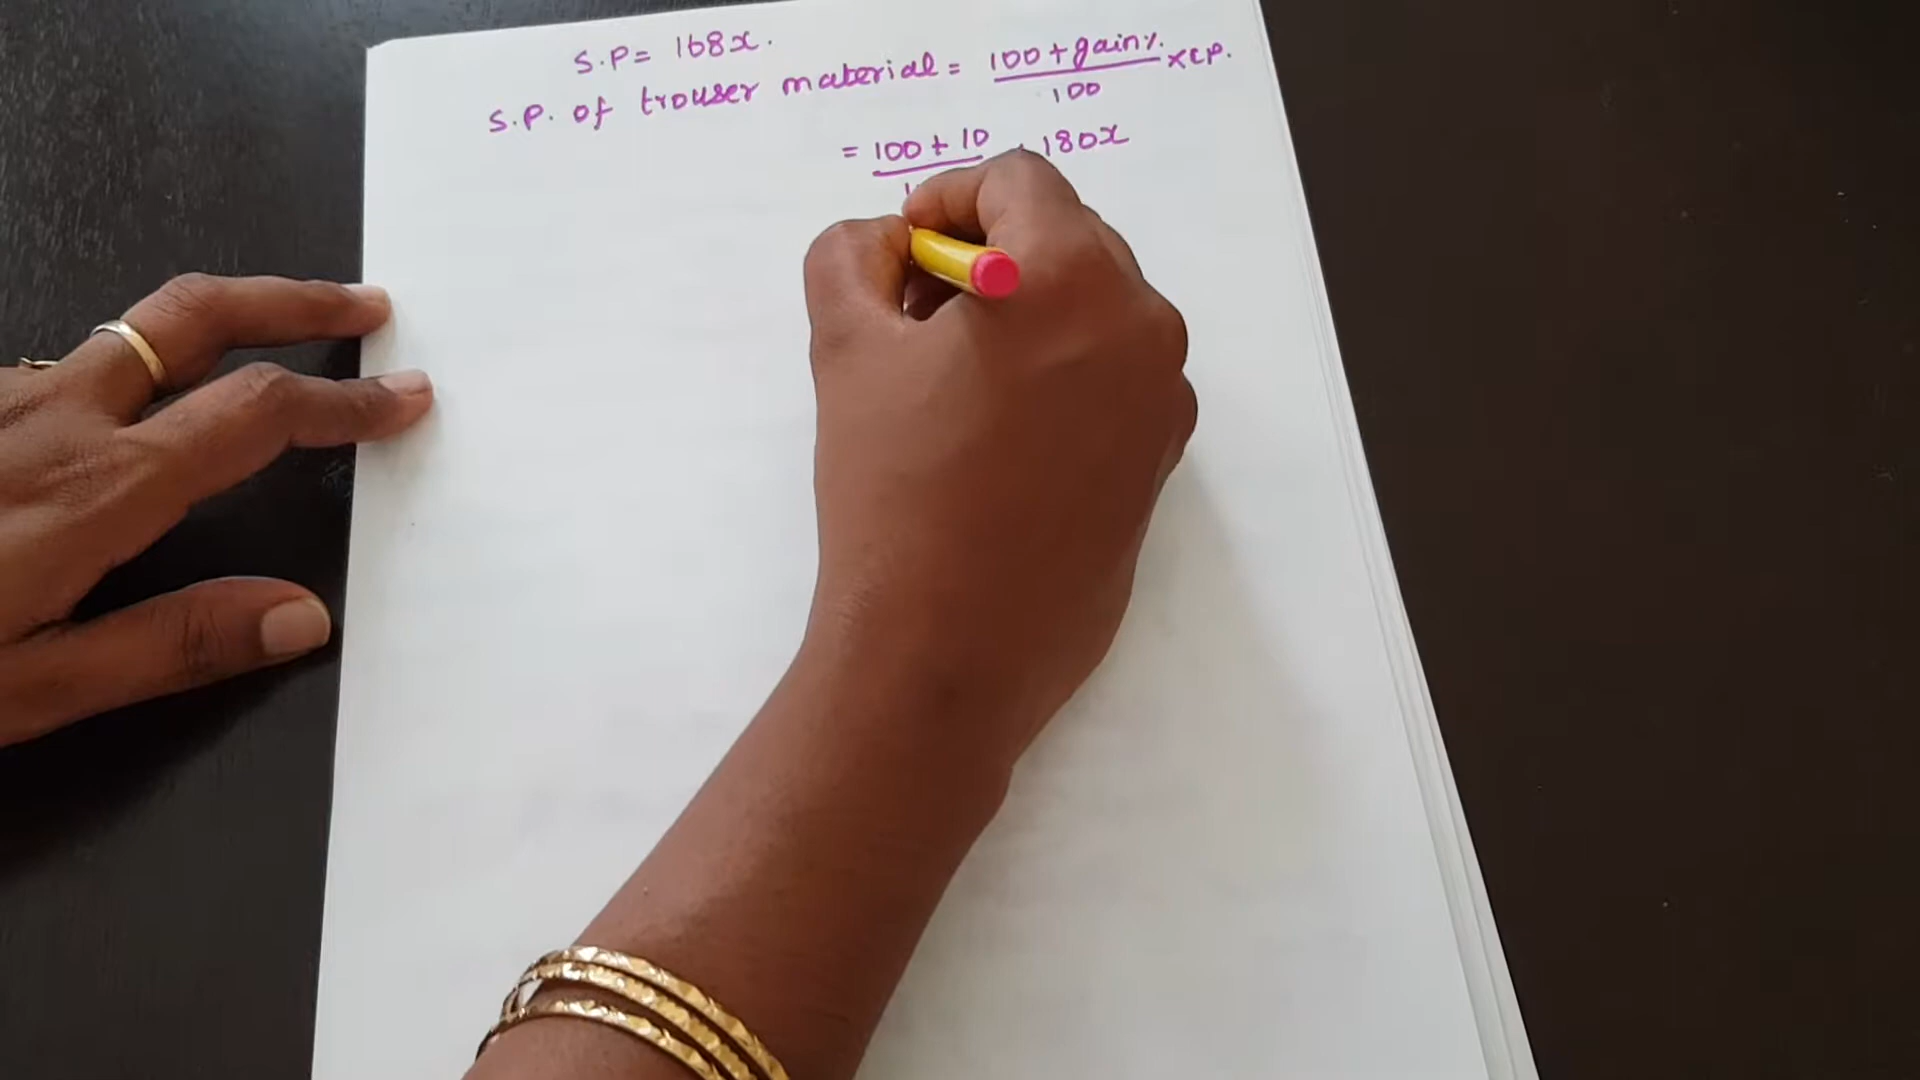 S.P = 168x.
S.P. of trouser material = 100 + gain% / 100 × C.P.
= 100 + 10 / 180x